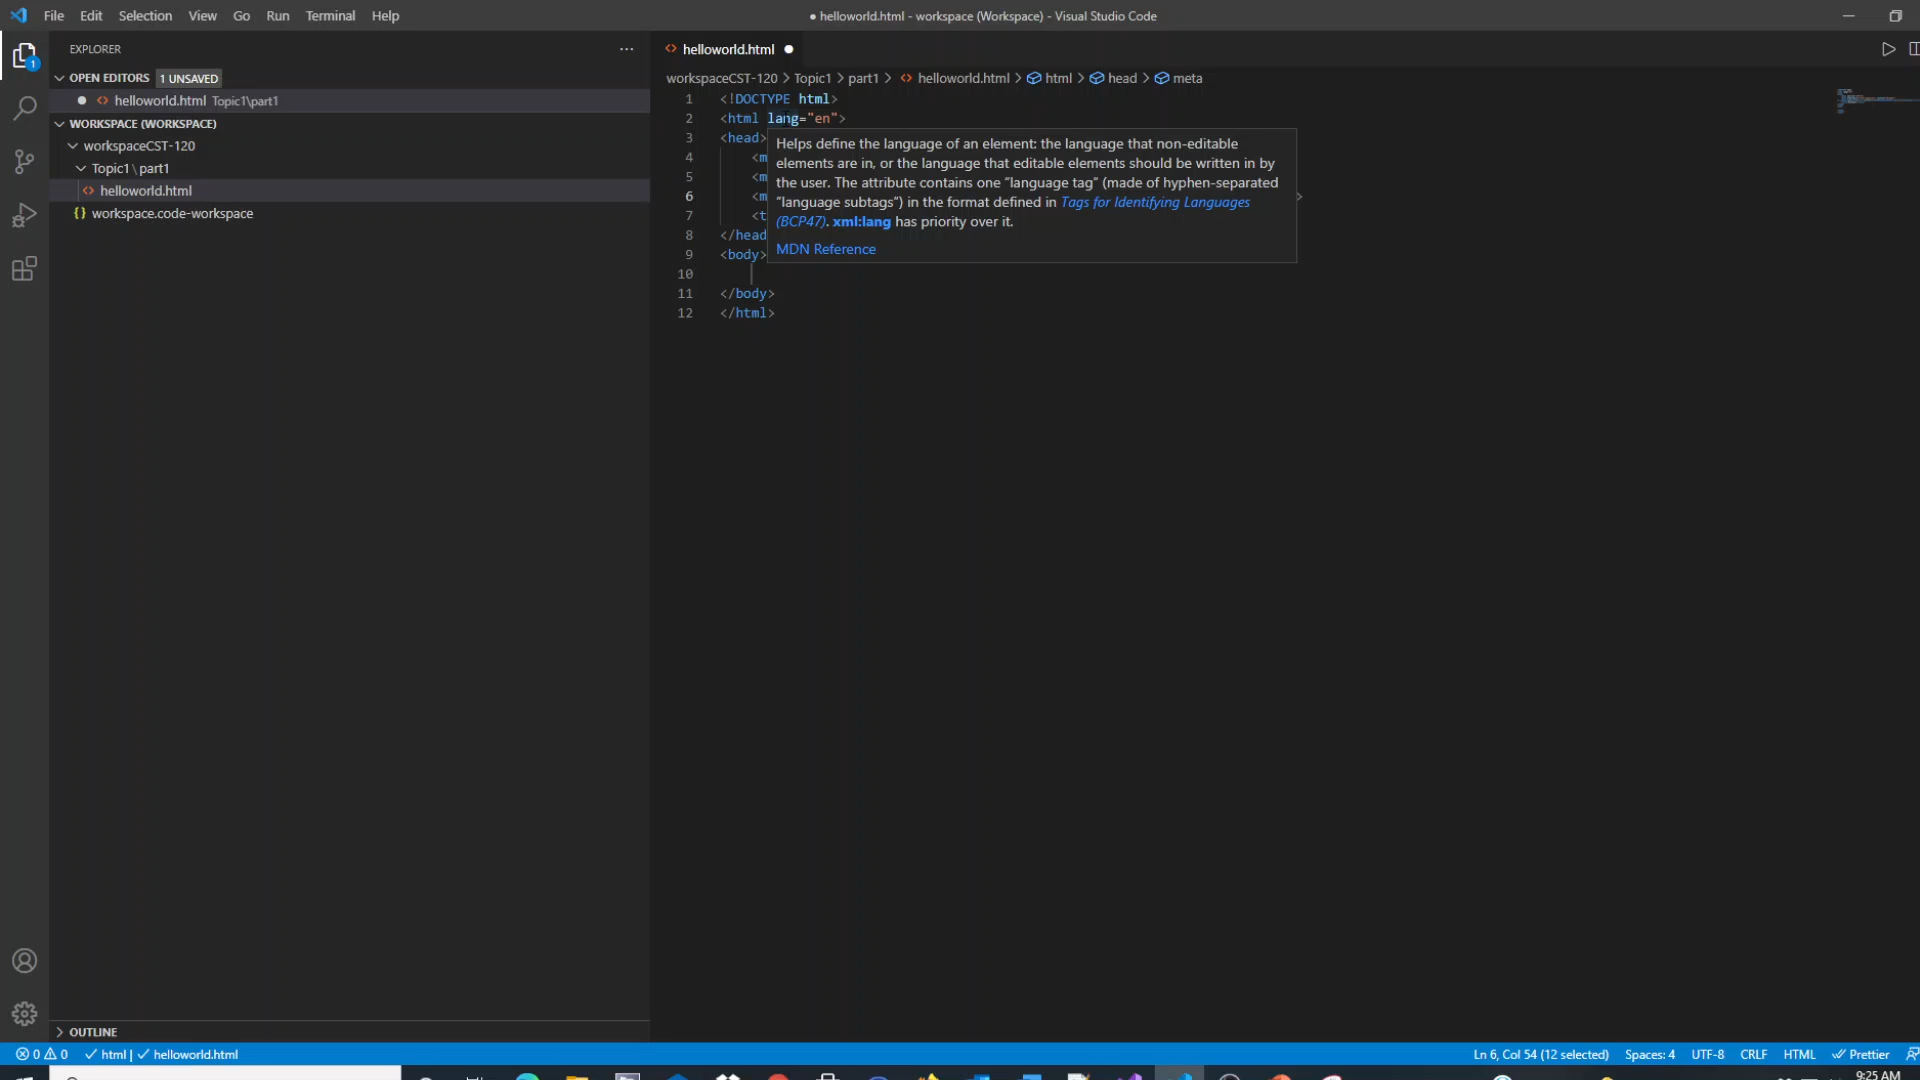 File Edit Selection View Go Run Terminal Help
● helloworld.html - workspace (Workspace) - Visual Studio Code
EXPLORER
OPEN EDITORS 1 UNSAVED
helloworld.html Topic1\part1
WORKSPACE (WORKSPACE)
workspaceCST-120
Topic1 \ part1
helloworld.html
{} workspace.code-workspace
OUTLINE
helloworld.html
workspaceCST-120 > Topic1 > part1 > helloworld.html > html > head > meta
1 <!DOCTYPE html>
2 <html lang="en">
3 <head>
4 <m
5 <m
6 <m >
7 <t
8 </head
9 <body>
10
11 </body>
12 </html>
Helps define the language of an element: the language that non-editable
elements are in, or the language that editable elements should be written in by
the user. The attribute contains one “language tag” (made of hyphen-separated
“language subtags”) in the format defined in Tags for Identifying Languages
(BCP47). xml:lang has priority over it.
MDN Reference
1
0 0 ✓ html | ✓ helloworld.html
Ln 6, Col 54 (12 selected) Spaces: 4 UTF-8 CRLF HTML Prettier
9:25 AM